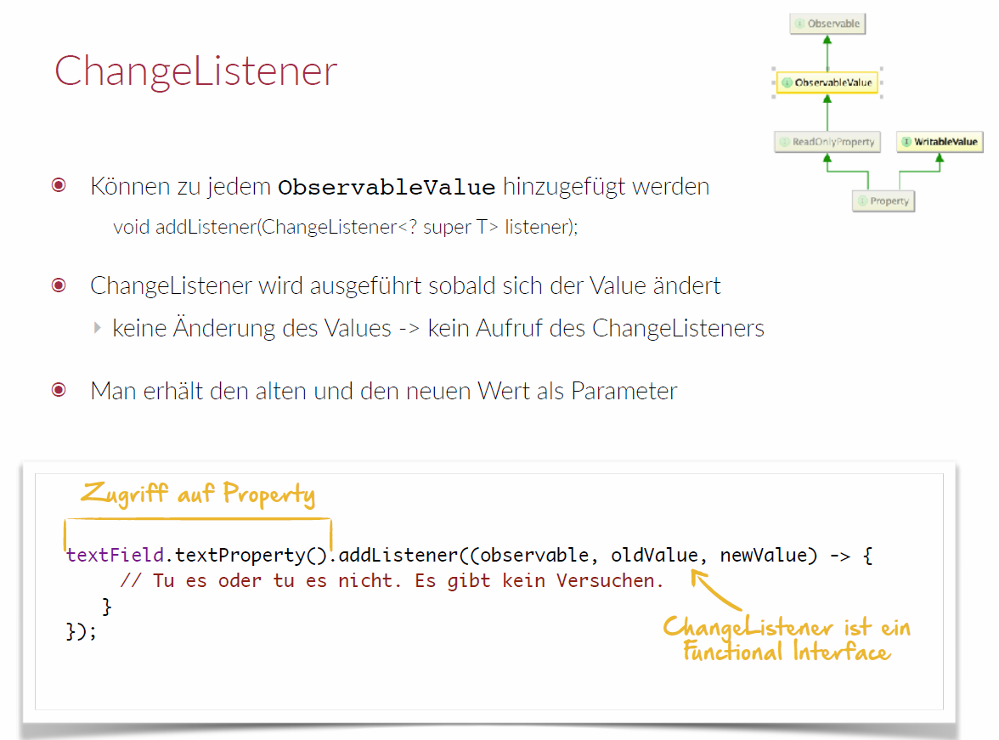 ChangeListener
Observable
ObservableValue
ReadOnlyProperty
WritableValue
Property
Können zu jedem ObservableValue hinzugefügt werden
void addListener(ChangeListener<? super T> listener);
ChangeListener wird ausgeführt sobald sich der Value ändert
keine Änderung des Values -> kein Aufruf des ChangeListeners
Man erhält den alten und den neuen Wert als Parameter
Zugriff auf Property
textField.textProperty().addListener((observable, oldValue, newValue) -> {
// Tu es oder tu es nicht. Es gibt kein Versuchen.
}
});
ChangeListener ist ein
Functional Interface